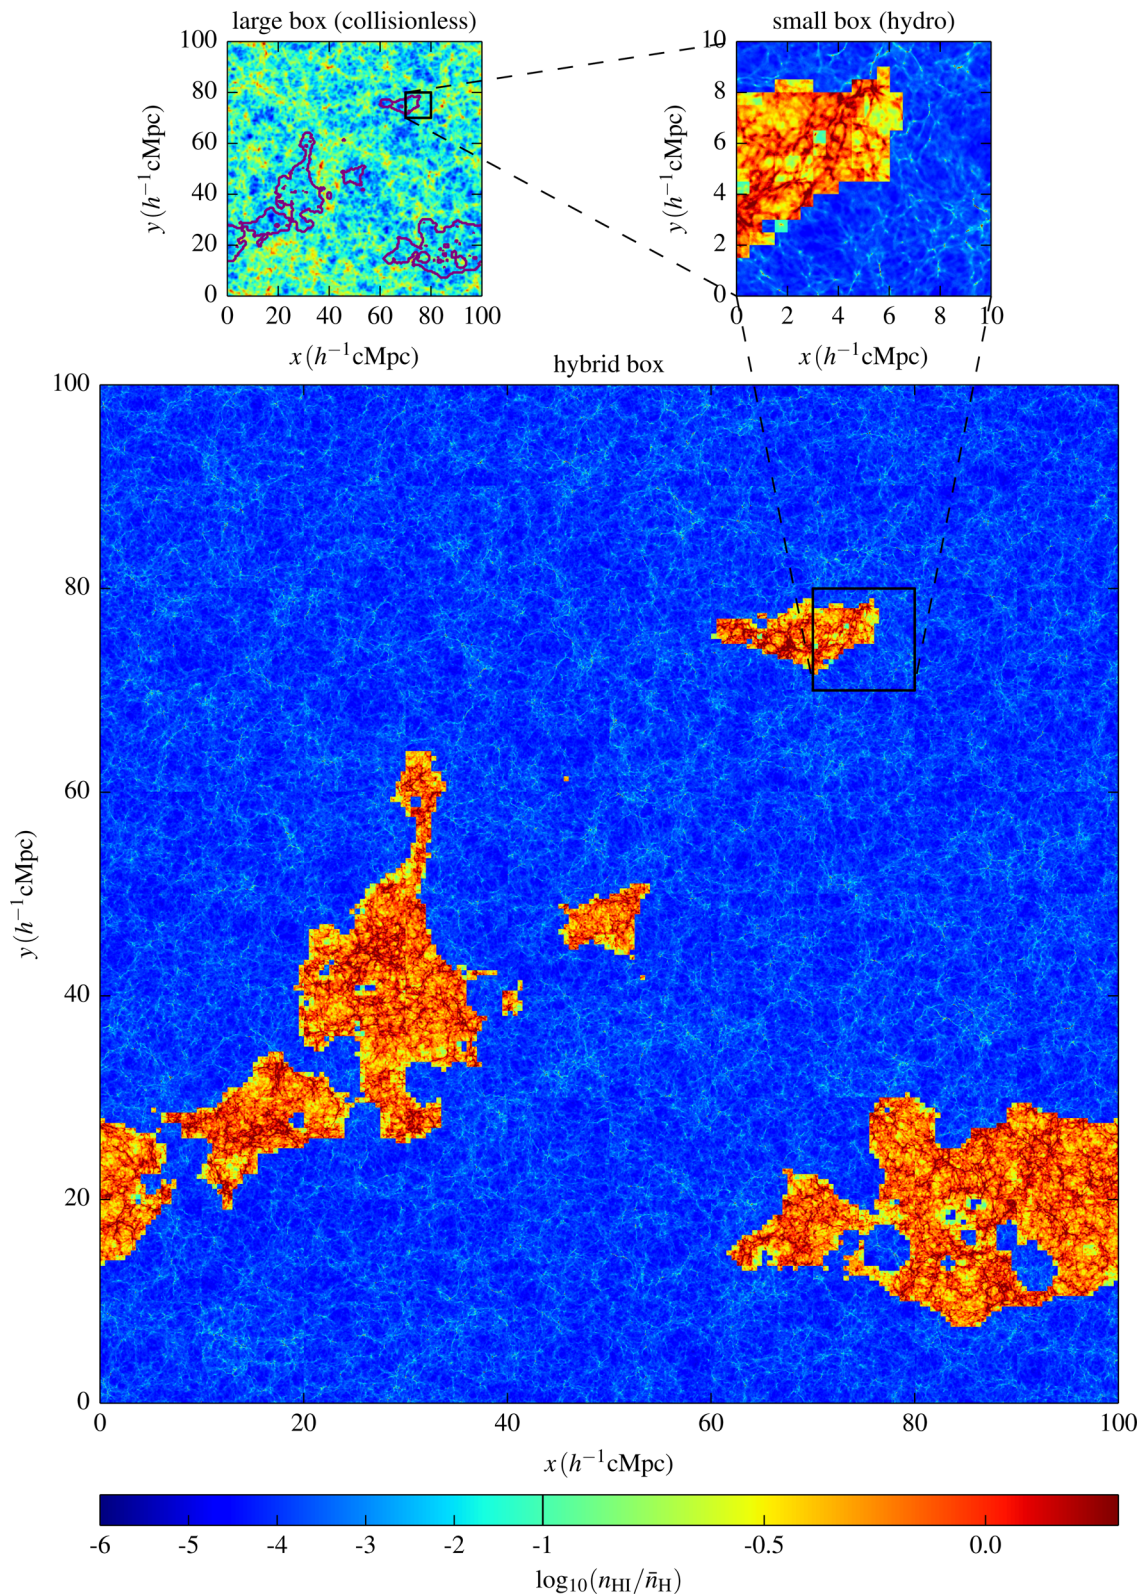 large box (collisionless)
100
80
60
40
20
0
y (h⁻¹cMpc)
0 20 40 60 80 100
x (h⁻¹cMpc)
small box (hydro)
10
8
6
4
2
0
y (h⁻¹cMpc)
0 2 4 6 8 10
x (h⁻¹cMpc)
hybrid box
100
80
60
40
20
0
y (h⁻¹cMpc)
0 20 40 60 80 100
x (h⁻¹cMpc)
-6 -5 -4 -3 -2 -1 -0.5 0.0
log₁₀(n_HI/n̄_H)